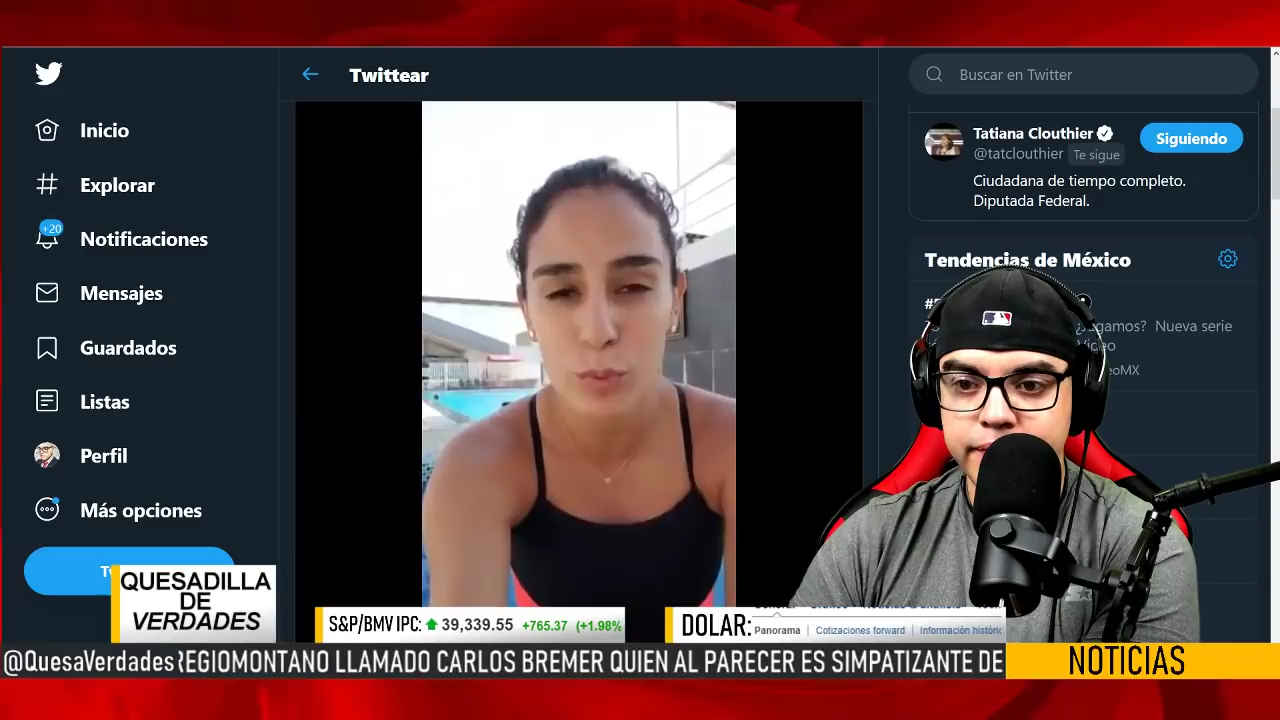 Inicio
Explorar
+20
Notificaciones
Mensajes
Guardados
Listas
Perfil
Más opciones
Twittear
Buscar en Twitter
Tatiana Clouthier
@tatclouthier Te sigue
Siguiendo
Ciudadana de tiempo completo.
Diputada Federal.
Tendencias de México
Nueva serie
QUESADILLA
DE
VERDADES
S&P/BMV IPC: 39,339.55 +765.37 (+1.98%)
DOLAR:
Panorama Cotizaciones forward
@QuesaVerdades REGIOMONTANO LLAMADO CARLOS BREMER QUIEN AL PARECER ES SIMPATIZANTE DE
NOTICIAS